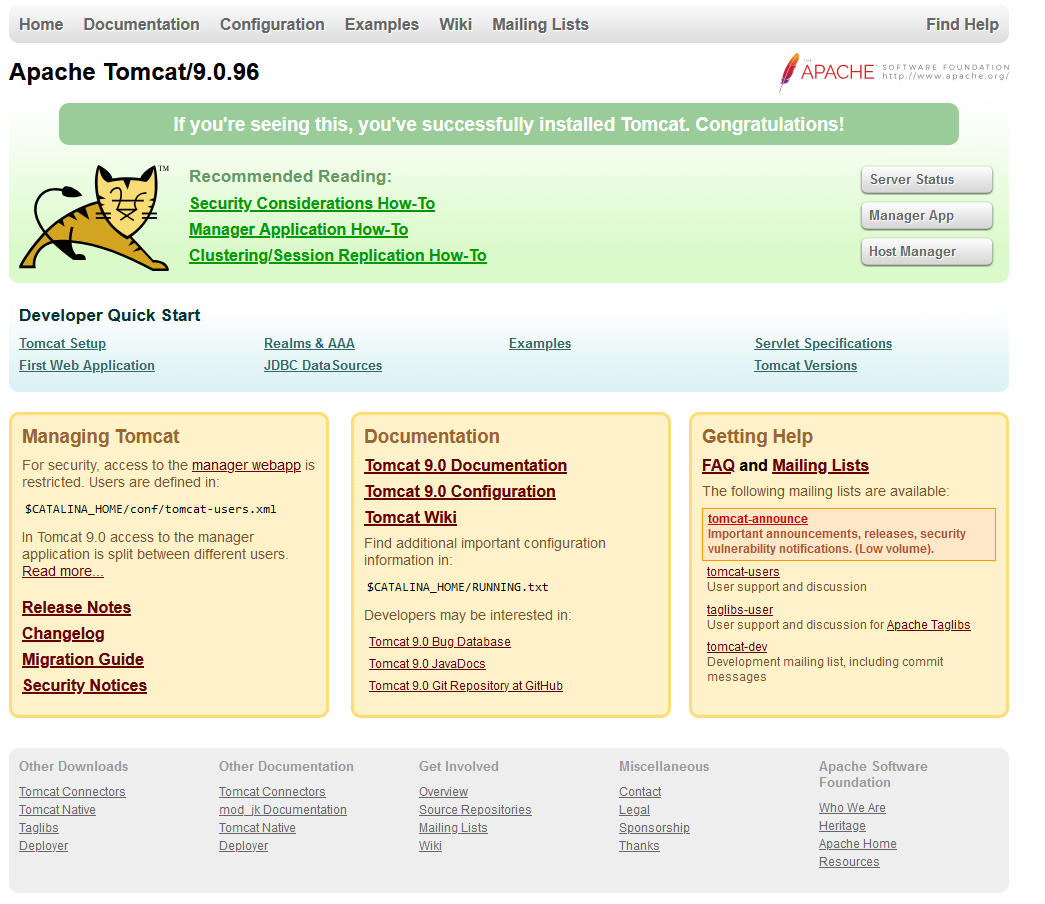 Home Documentation Configuration Examples Wiki Mailing Lists Find Help
Apache Tomcat/9.0.96
THE
APACHE™ SOFTWARE FOUNDATION
http://www.apache.org/
If you're seeing this, you've successfully installed Tomcat. Congratulations!
TM
Recommended Reading:
Security Considerations How-To
Manager Application How-To
Clustering/Session Replication How-To
Server Status
Manager App
Host Manager
Developer Quick Start
Tomcat Setup
First Web Application
Realms & AAA
JDBC DataSources
Examples
Servlet Specifications
Tomcat Versions
Managing Tomcat
For security, access to the manager webapp is
restricted. Users are defined in:
$CATALINA_HOME/conf/tomcat-users.xml
In Tomcat 9.0 access to the manager
application is split between different users.
Read more...
Release Notes
Changelog
Migration Guide
Security Notices
Documentation
Tomcat 9.0 Documentation
Tomcat 9.0 Configuration
Tomcat Wiki
Find additional important configuration
information in:
$CATALINA_HOME/RUNNING.txt
Developers may be interested in:
Tomcat 9.0 Bug Database
Tomcat 9.0 JavaDocs
Tomcat 9.0 Git Repository at GitHub
Getting Help
FAQ and Mailing Lists
The following mailing lists are available:
tomcat-announce
Important announcements, releases, security
vulnerability notifications. (Low volume).
tomcat-users
User support and discussion
taglibs-user
User support and discussion for Apache Taglibs
tomcat-dev
Development mailing list, including commit
messages
Other Downloads
Tomcat Connectors
Tomcat Native
Taglibs
Deployer
Other Documentation
Tomcat Connectors
mod_jk Documentation
Tomcat Native
Deployer
Get Involved
Overview
Source Repositories
Mailing Lists
Wiki
Miscellaneous
Contact
Legal
Sponsorship
Thanks
Apache Software
Foundation
Who We Are
Heritage
Apache Home
Resources